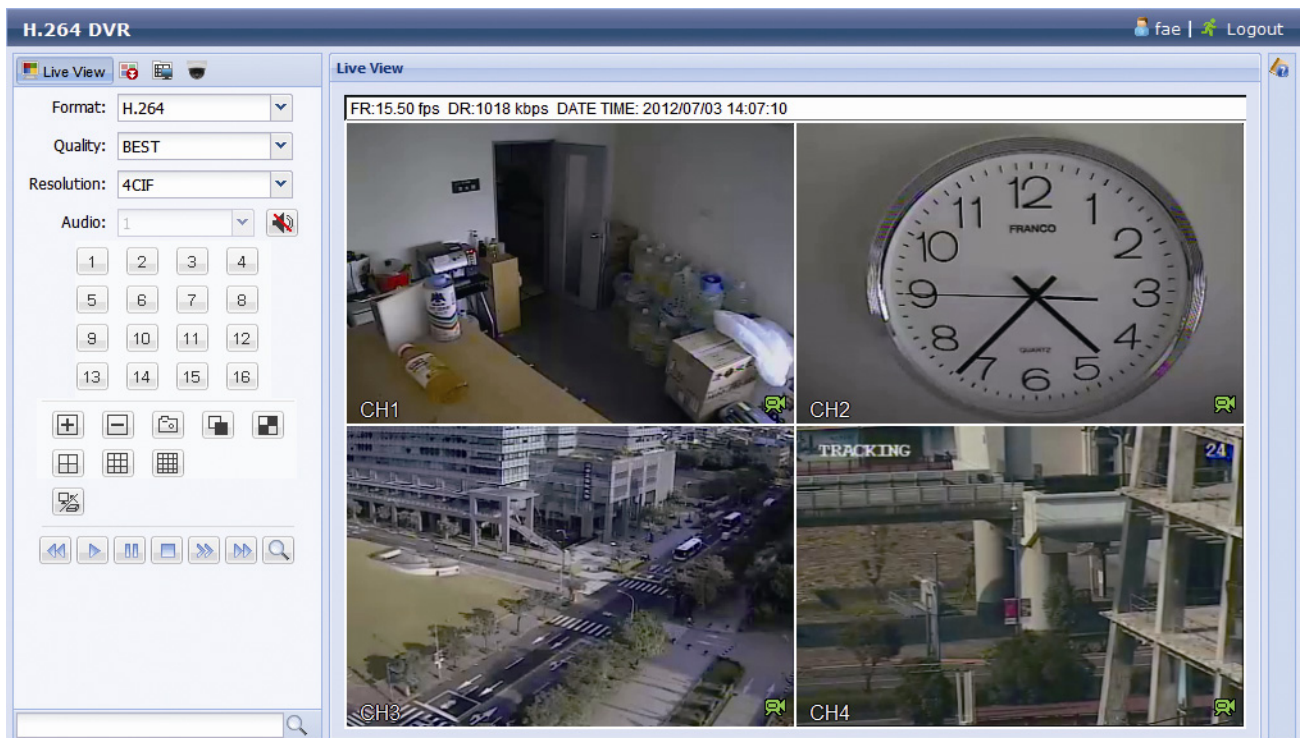 H.264 DVR
fae | Logout
Live View
Format: H.264
Quality: BEST
Resolution: 4CIF
Audio: 1
1 2 3 4
5 6 7 8
9 10 11 12
13 14 15 16
Live View
FR:15.50 fps DR:1018 kbps DATE TIME: 2012/07/03 14:07:10
CH1
12
1
2
3
4
5
6
7
8
9
10
11
FRANCO
QUARTZ
CH2
CH3
TRACKING
24
CH4